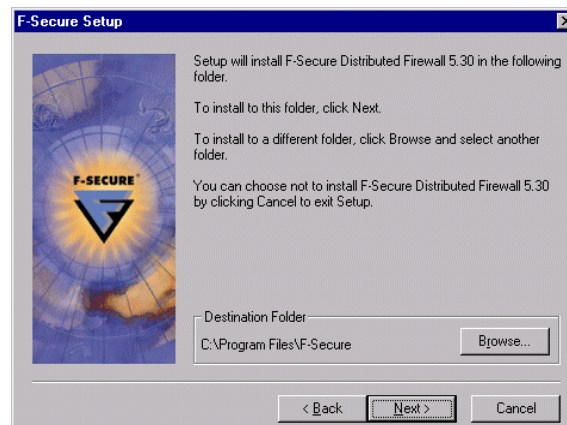 F-Secure Setup
Setup will install F-Secure Distributed Firewall 5.30 in the following
folder.
To install to this folder, click Next.
To install to a different folder, click Browse and select another
folder.
You can choose not to install F-Secure Distributed Firewall 5.30
by clicking Cancel to exit Setup.
F-SECURE®
Destination Folder
C:\Program Files\F-Secure
Browse...
< Back
Next >
Cancel